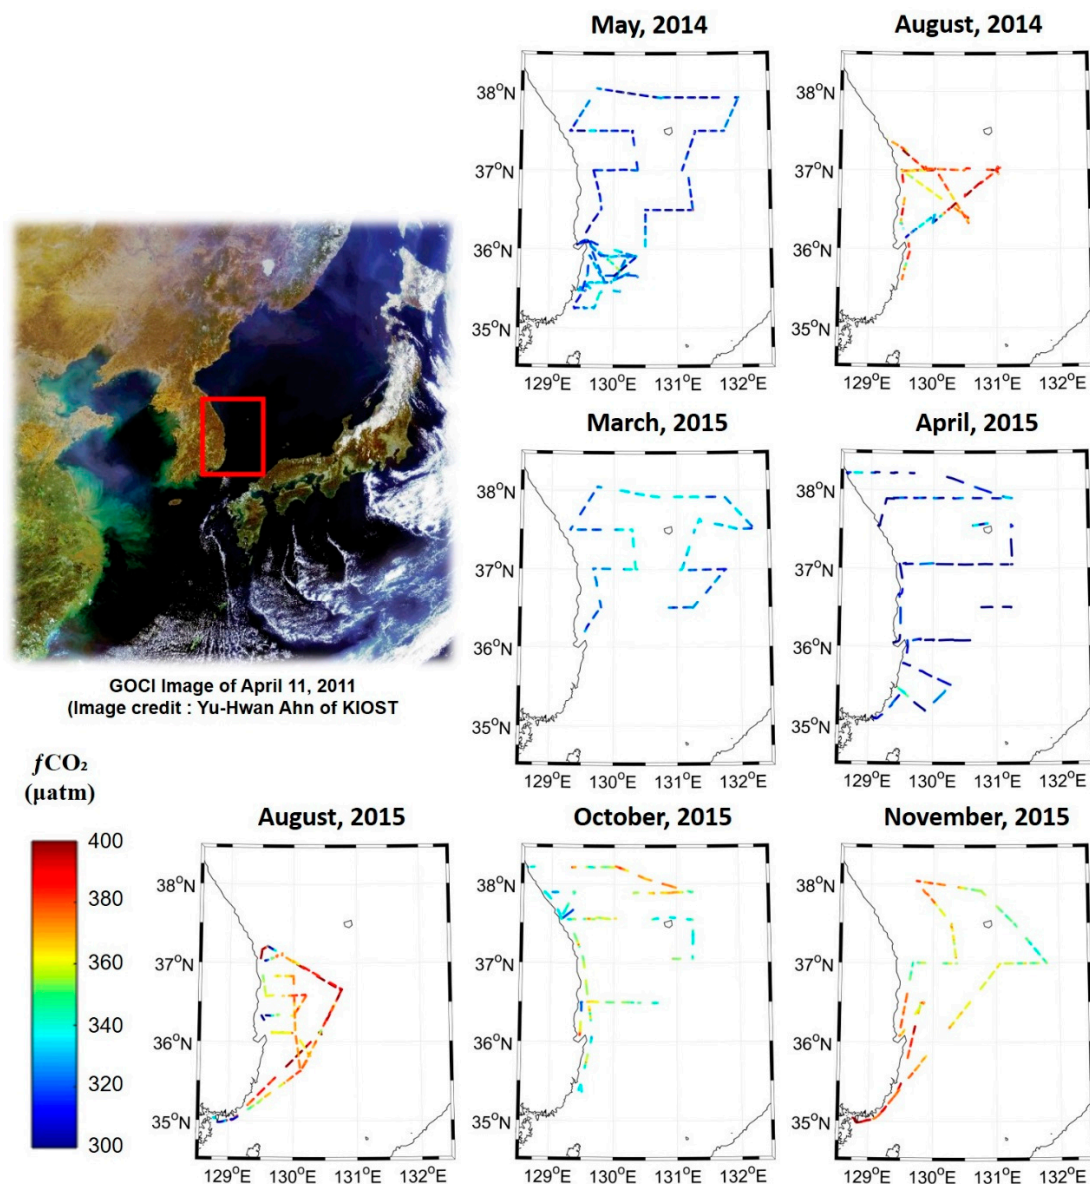 May, 2014
38°N
37°N
36°N
35°N
129°E 130°E 131°E 132°E
August, 2014
38°N
37°N
36°N
35°N
129°E 130°E 131°E 132°E
GOCI Image of April 11, 2011
(Image credit : Yu-Hwan Ahn of KIOST
March, 2015
38°N
37°N
36°N
35°N
129°E 130°E 131°E 132°E
April, 2015
38°N
37°N
36°N
35°N
129°E 130°E 131°E 132°E
ƒCO₂
(µatm)
400
380
360
340
320
300
August, 2015
38°N
37°N
36°N
35°N
129°E 130°E 131°E 132°E
October, 2015
38°N
37°N
36°N
35°N
129°E 130°E 131°E 132°E
November, 2015
38°N
37°N
36°N
35°N
129°E 130°E 131°E 132°E